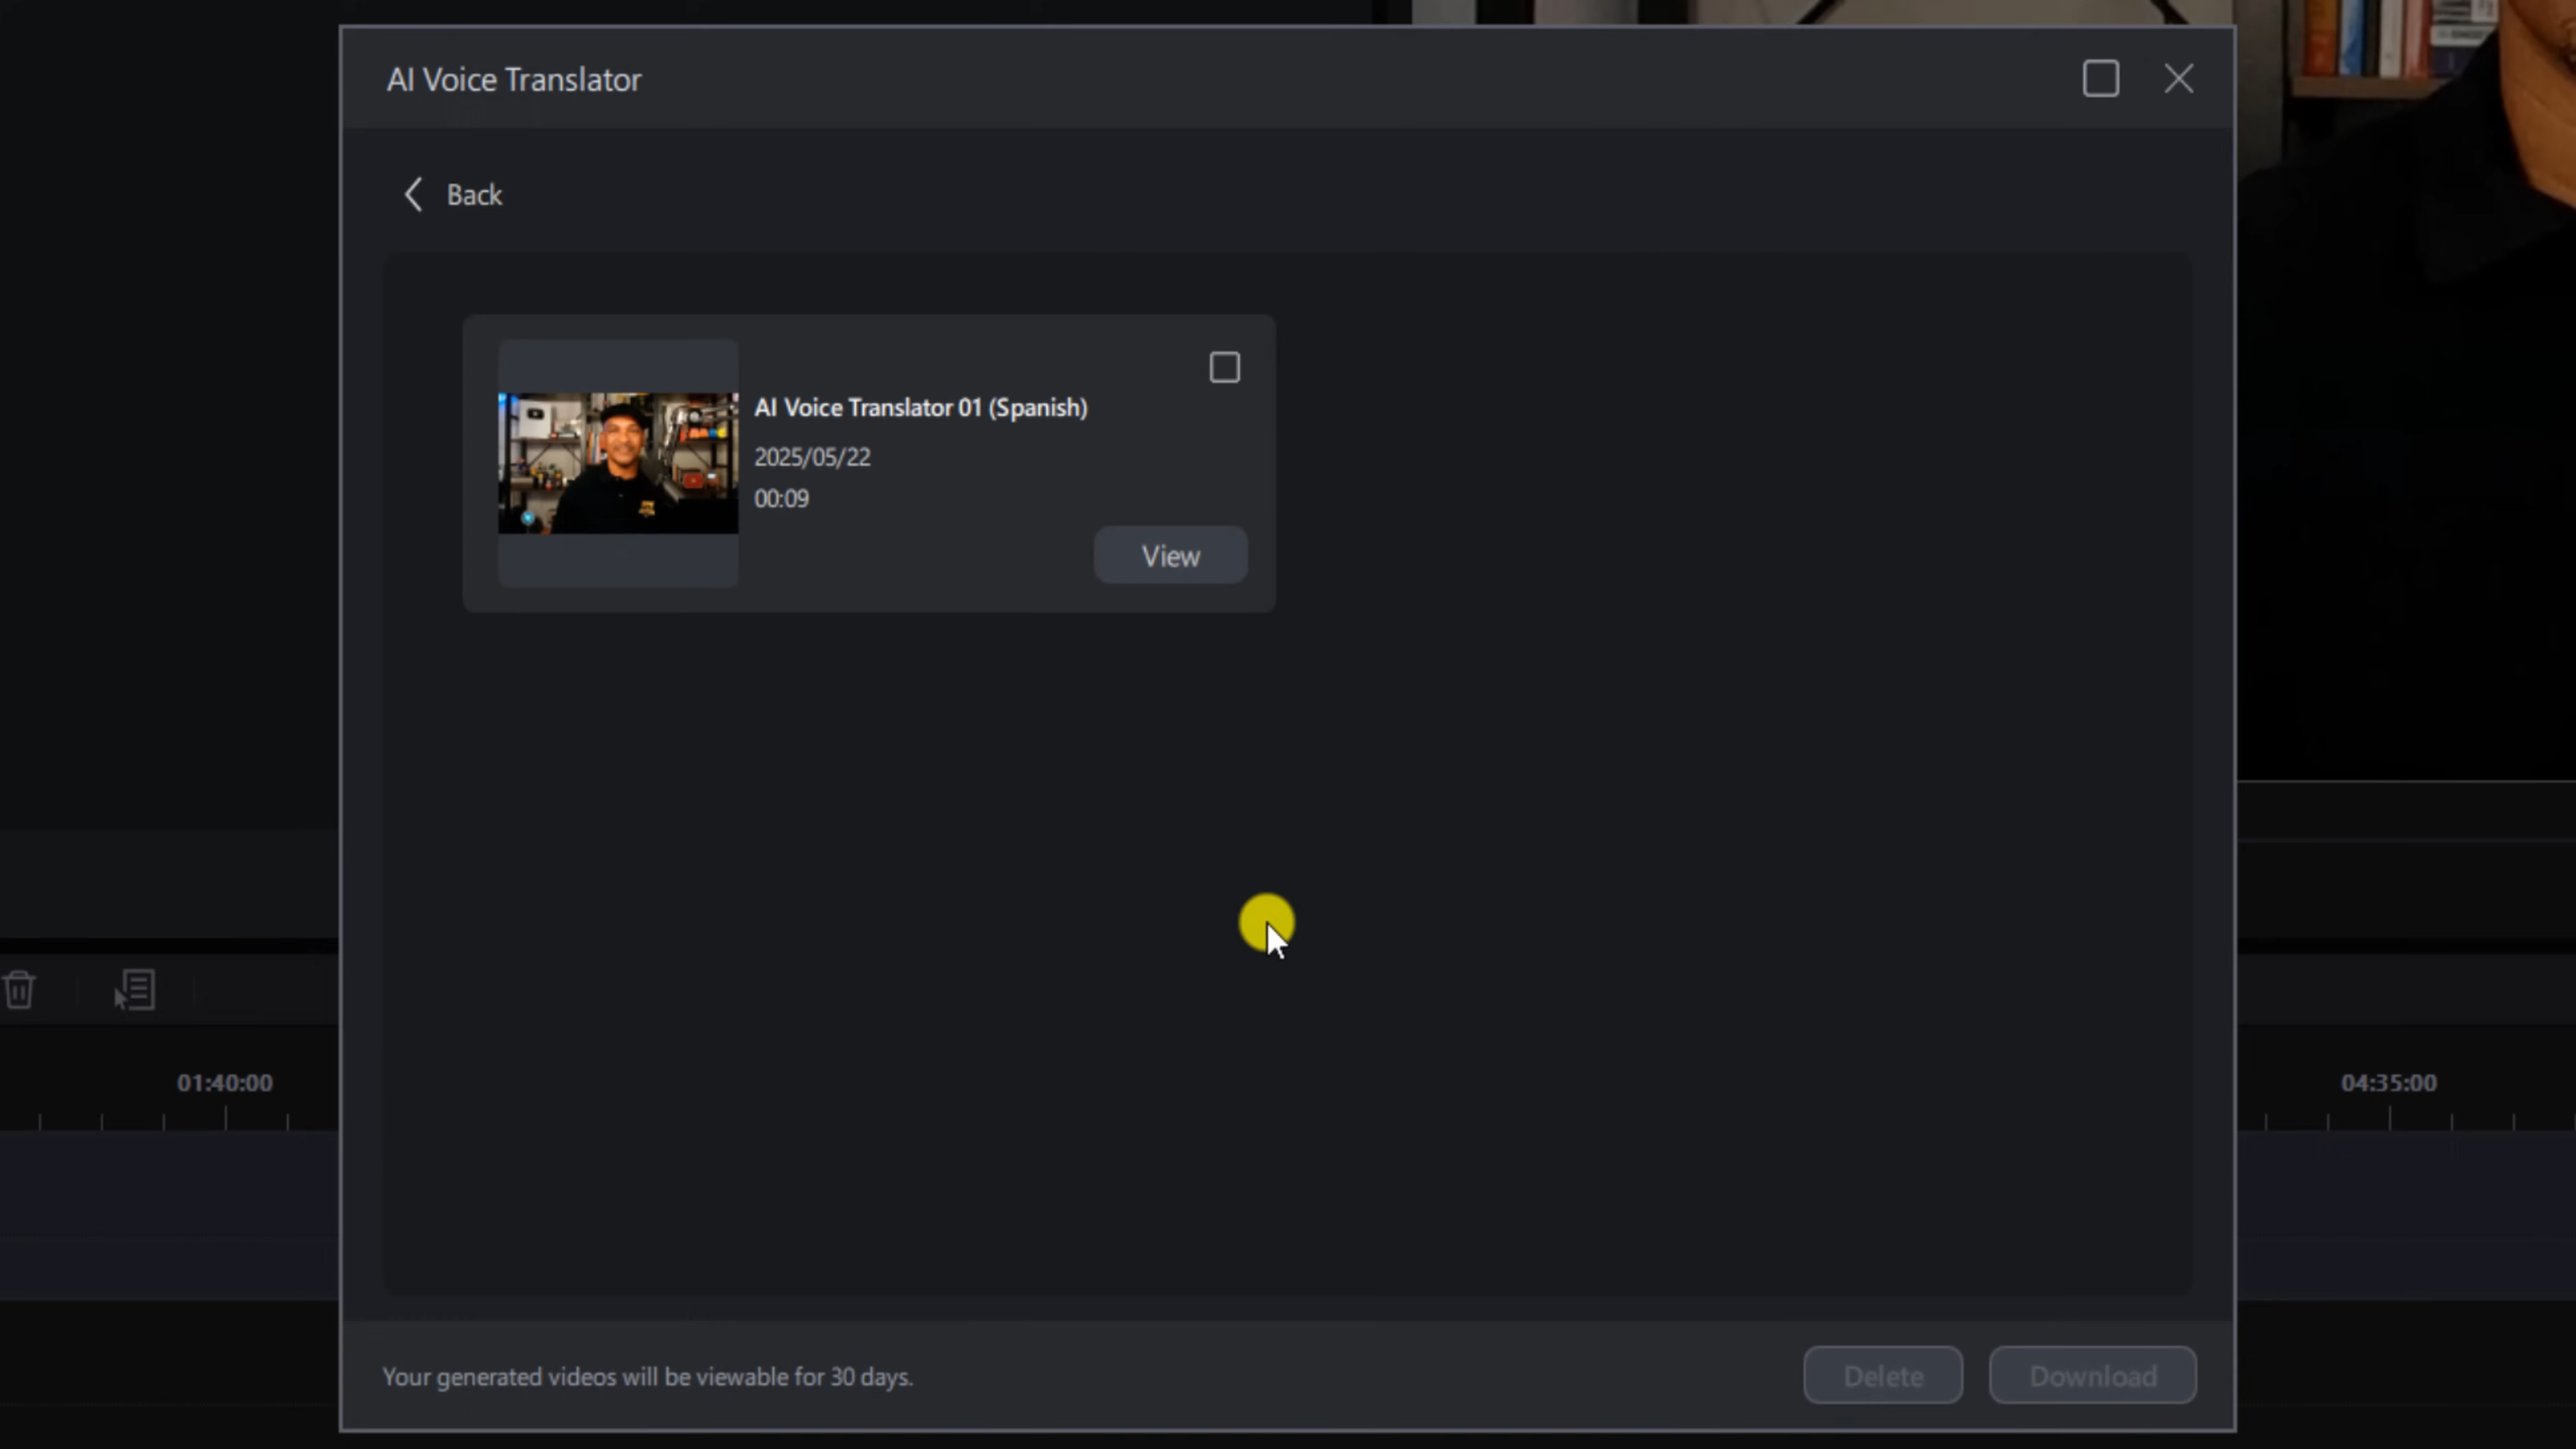 AI Voice Translator
Back
AI Voice Translator 01 (Spanish)
2025/05/22
00:09
View
01:40:00
04:35:00
Your generated videos will be viewable for 30 days.
Delete
Download